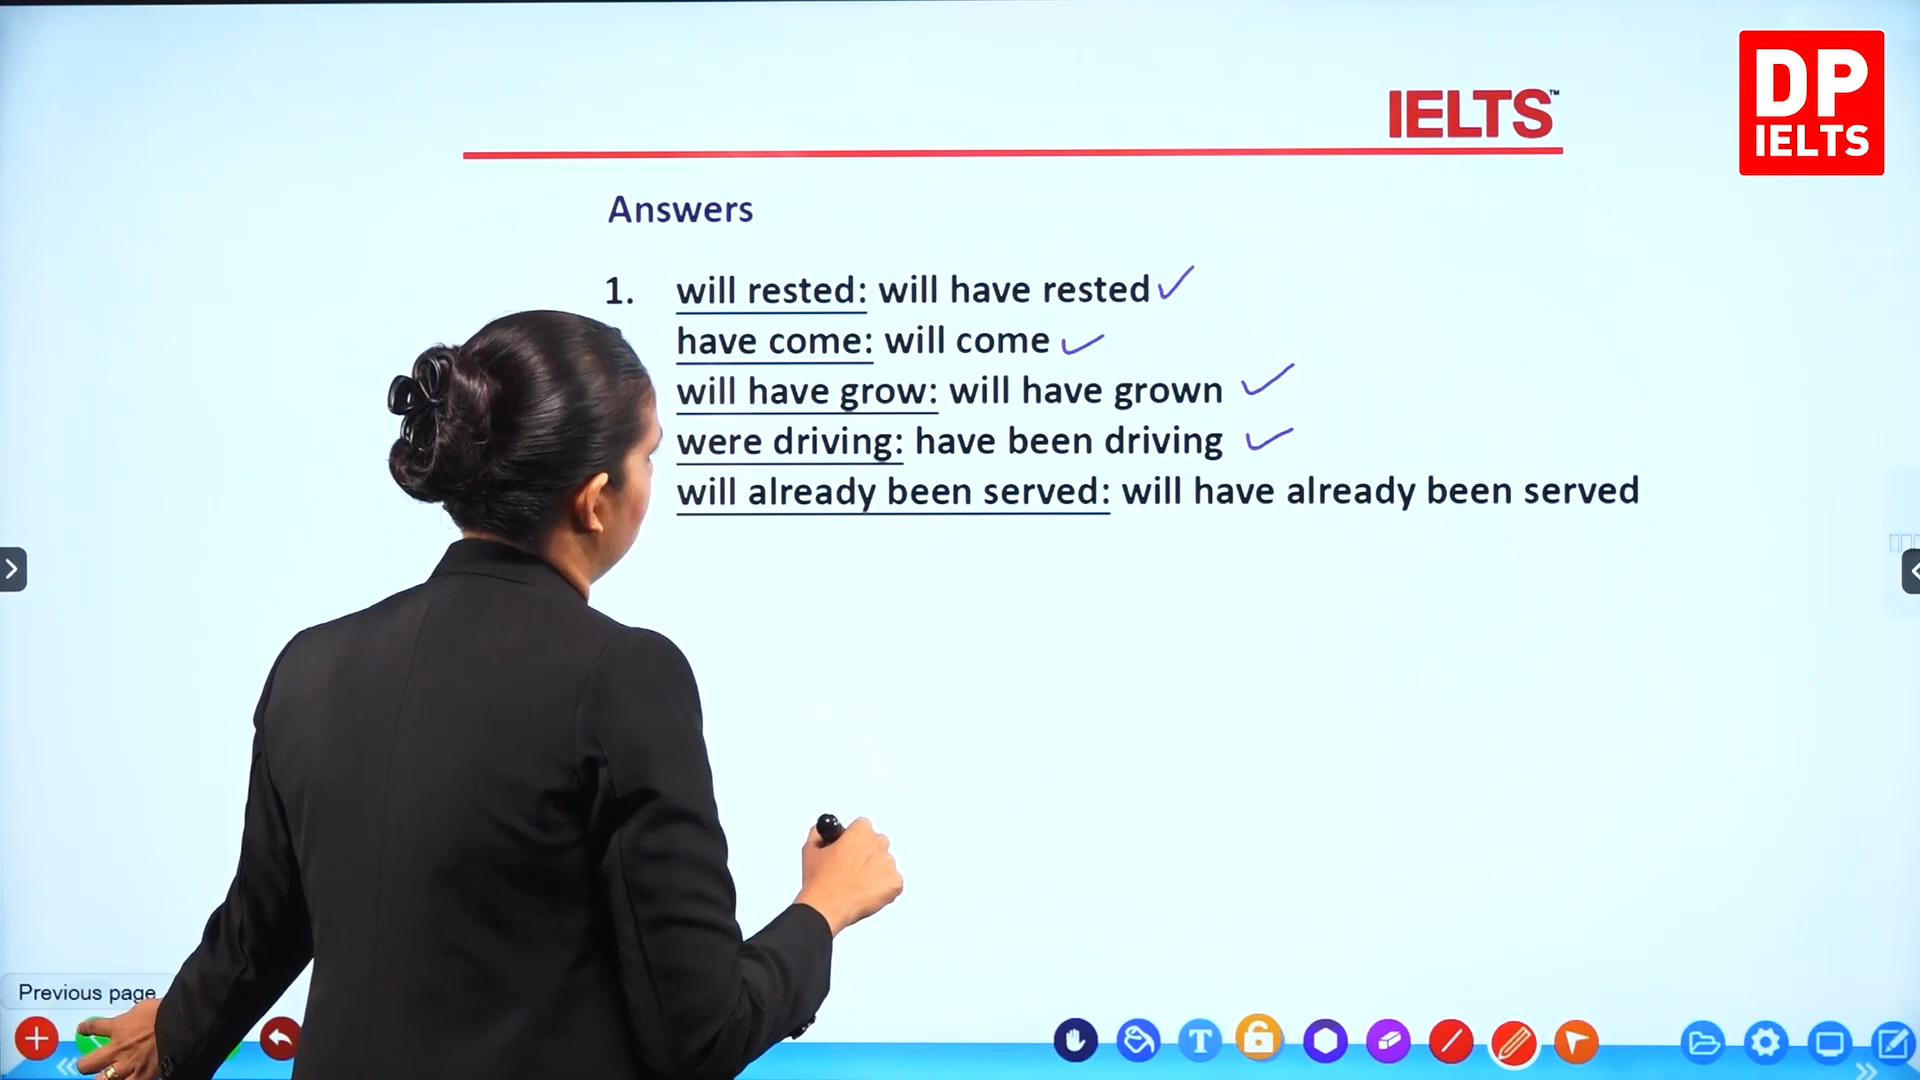 IELTS™
DP
IELTS
Answers
1. will rested: will have rested
have come: will come
will have grow: will have grown
were driving: have been driving
will already been served: will have already been served
Previous page
T